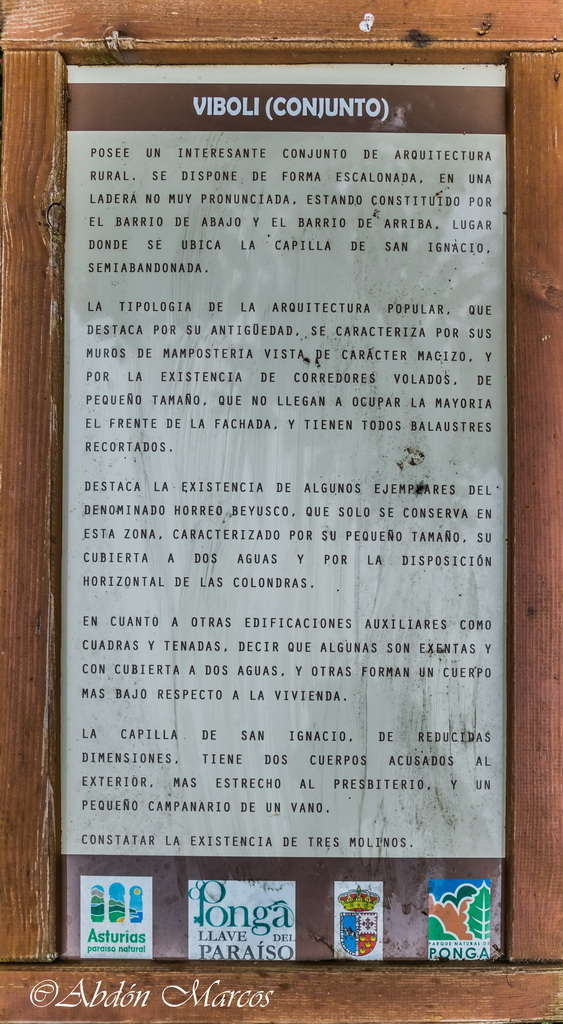 VIBOLI (CONJUNTO)
POSEE UN INTERESANTE CONJUNTO DE ARQUITECTURA
RURAL. SE DISPONE DE FORMA ESCALONADA, EN UNA
LADERA NO MUY PRONUNCIADA, ESTANDO CONSTITUIDO POR
EL BARRIO DE ABAJO Y EL BARRIO DE ARRIBA, LUGAR
DONDE SE UBICA LA CAPILLA DE SAN IGNACIO,
SEMIABANDONADA.
LA TIPOLOGIA DE LA ARQUITECTURA POPULAR, QUE
DESTACA POR SU ANTIGÜEDAD, SE CARACTERIZA POR SUS
MUROS DE MAMPOSTERIA VISTA DE CARÁCTER MACIZO, Y
POR LA EXISTENCIA DE CORREDORES VOLADOS, DE
PEQUEÑO TAMAÑO, QUE NO LLEGAN A OCUPAR LA MAYORIA
EL FRENTE DE LA FACHADA, Y TIENEN TODOS BALAUSTRES
RECORTADOS.
DESTACA LA EXISTENCIA DE ALGUNOS EJEMPLARES DEL
DENOMINADO HORREO BEYUSCO, QUE SOLO SE CONSERVA EN
ESTA ZONA, CARACTERIZADO POR SU PEQUEÑO TAMAÑO, SU
CUBIERTA A DOS AGUAS Y POR LA DISPOSICIÓN
HORIZONTAL DE LAS COLONDRAS.
EN CUANTO A OTRAS EDIFICACIONES AUXILIARES COMO
CUADRAS Y TENADAS, DECIR QUE ALGUNAS SON EXENTAS Y
CON CUBIERTA A DOS AGUAS, Y OTRAS FORMAN UN CUERPO
MAS BAJO RESPECTO A LA VIVIENDA.
LA CAPILLA DE SAN IGNACIO, DE REDUCIDAS
DIMENSIONES, TIENE DOS CUERPOS ACUSADOS AL
EXTERIOR, MAS ESTRECHO AL PRESBITERIO, Y UN
PEQUEÑO CAMPANARIO DE UN VANO.
CONSTATAR LA EXISTENCIA DE TRES MOLINOS.
Asturias
paraíso natural
Ponga
LLAVE DEL
PARAÍSO
PARQUE NATURAL DE
PONGA
©Abdón Marcos